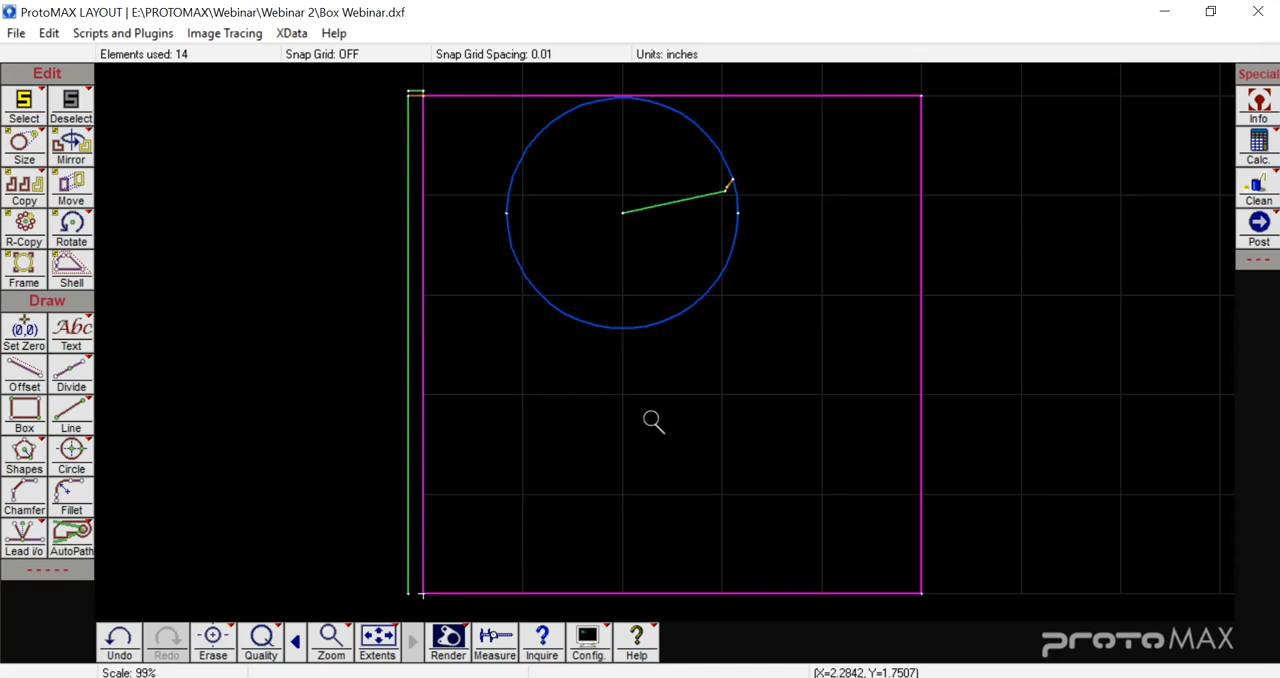 ProtoMAX LAYOUT | E:\PROTOMAX\Webinar\Webinar 2\Box Webinar.dxf
File Edit Scripts and Plugins Image Tracing XData Help
Elements used: 14 Snap Grid: OFF Snap Grid Spacing: 0.01 Units: inches
Edit
Special
S S
Select Deselect
Info
Size Mirror
Calc.
Copy Move
Clean
R-Copy Rotate
Post
Frame Shell
Draw
(0,0) Abc
Set Zero Text
Offset Divide
Box Line
Shapes Circle
Chamfer Fillet
Lead i/o AutoPath
Undo Redo Erase Quality Zoom Extents Render Measure Inquire Config. Help
protoMAX
Scale: 99% (X=2.2842, Y=1.7507)